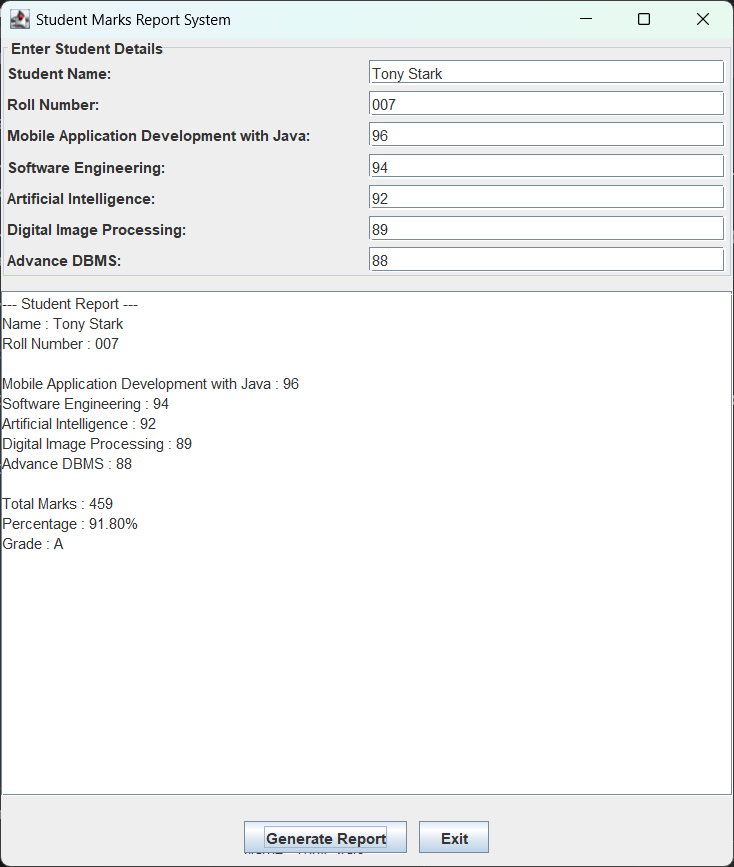 Student Marks Report System
Enter Student Details
Student Name: Tony Stark
Roll Number: 007
Mobile Application Development with Java: 96
Software Engineering: 94
Artificial Intelligence: 92
Digital Image Processing: 89
Advance DBMS: 88
--- Student Report ---
Name : Tony Stark
Roll Number : 007
Mobile Application Development with Java : 96
Software Engineering : 94
Artificial Intelligence : 92
Digital Image Processing : 89
Advance DBMS : 88
Total Marks : 459
Percentage : 91.80%
Grade : A
Generate Report Exit